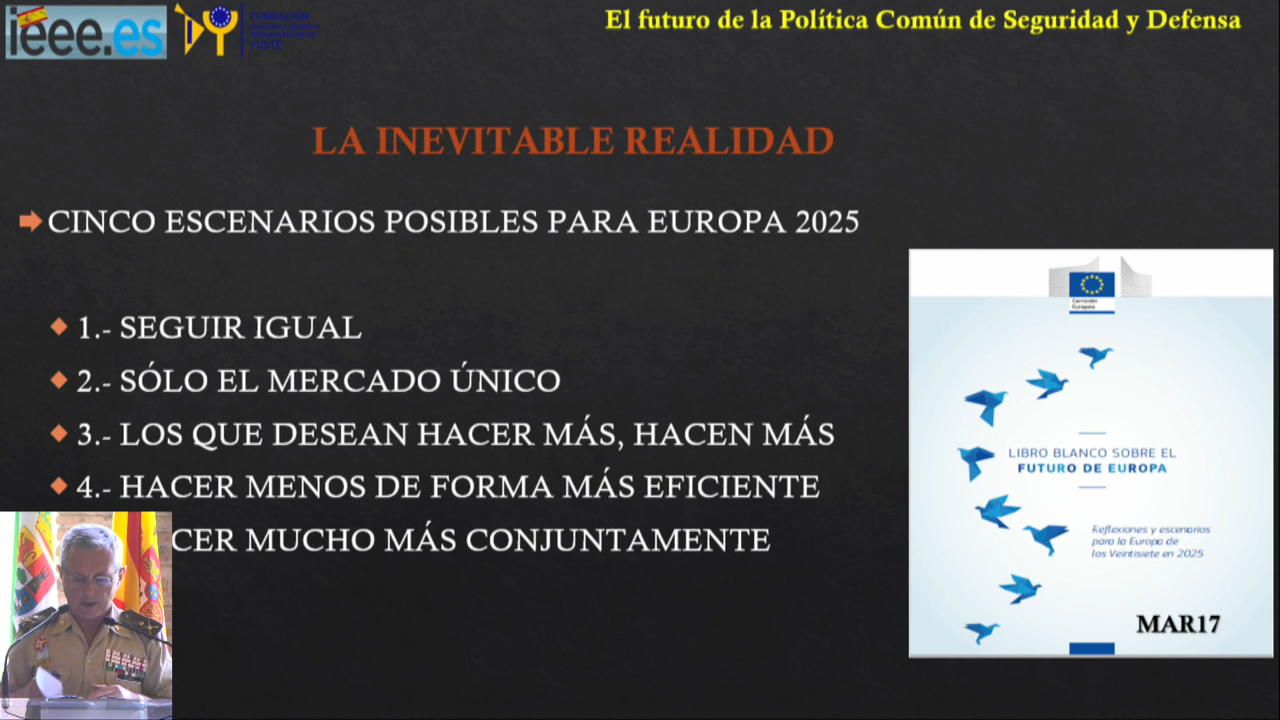 ieee.es
FUNDACIÓN
YUSTE
El futuro de la Política Común de Seguridad y Defensa
LA INEVITABLE REALIDAD
CINCO ESCENARIOS POSIBLES PARA EUROPA 2025
1.- SEGUIR IGUAL
2.- SÓLO EL MERCADO ÚNICO
3.- LOS QUE DESEAN HACER MÁS, HACEN MÁS
4.- HACER MENOS DE FORMA MÁS EFICIENTE
CER MUCHO MÁS CONJUNTAMENTE
Comisión
Europea
LIBRO BLANCO SOBRE EL
FUTURO DE EUROPA
Reflexiones y escenarios
para la Europa de
los Veintisiete en 2025
MAR17